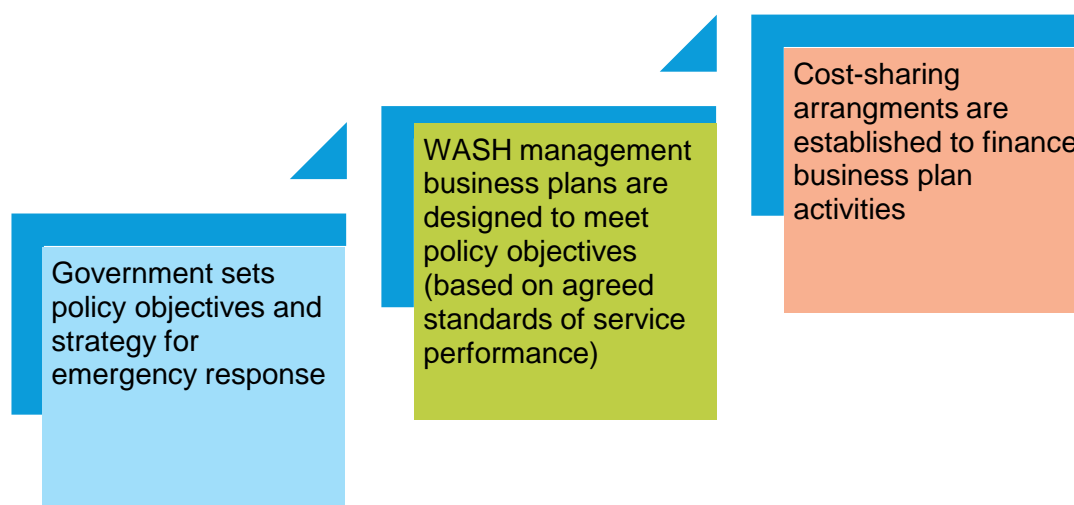 Government sets
policy objectives and
strategy for
emergency response
WASH management
business plans are
designed to meet
policy objectives
(based on agreed
standards of service
performance)
Cost-sharing
arrangments are
established to finance
business plan
activities